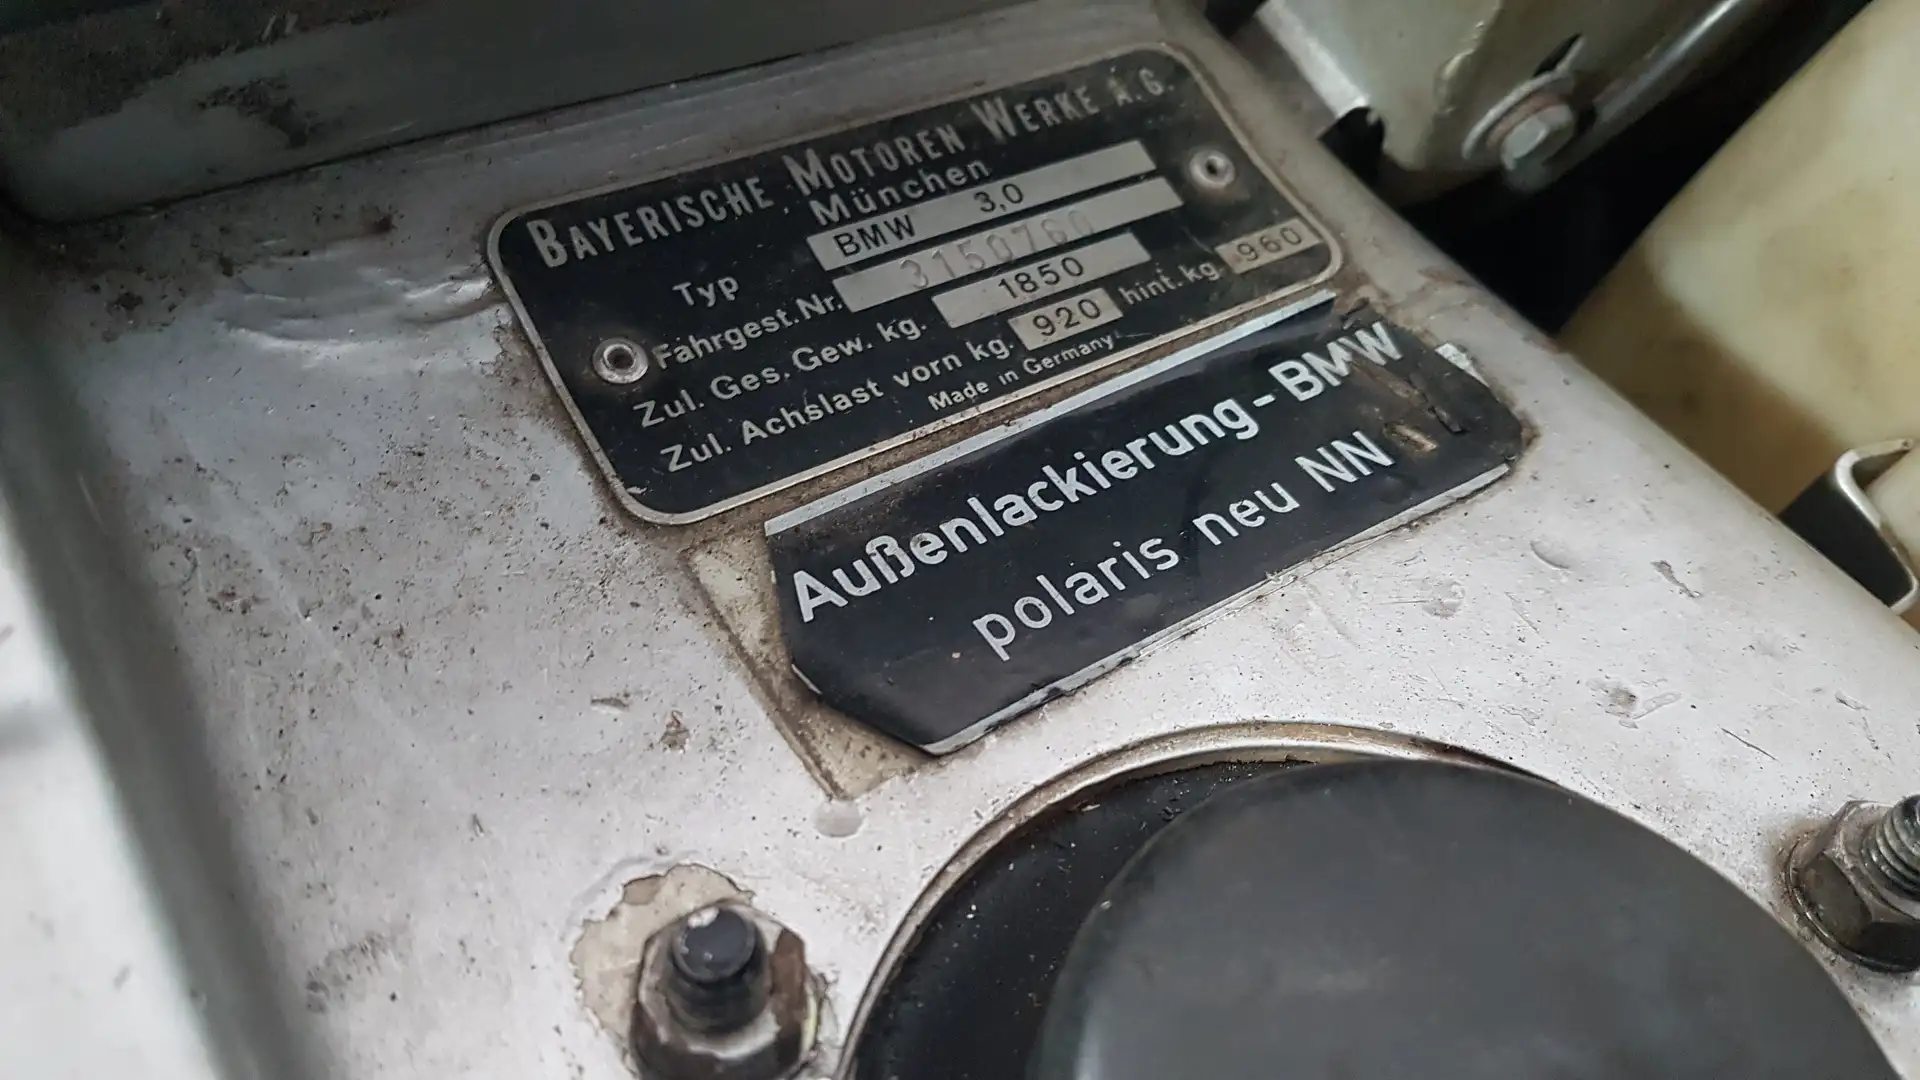 BAYERISCHE MOTOREN WERKE A.G.
München
Typ BMW 3,0
Fahrgest. Nr. 3150760
Zul. Ges. Gew. kg. 1850
Zul. Achslast vorn kg. 920 hint. kg. 960
Made in Germany
Außenlackierung-BMW
polaris neu NN